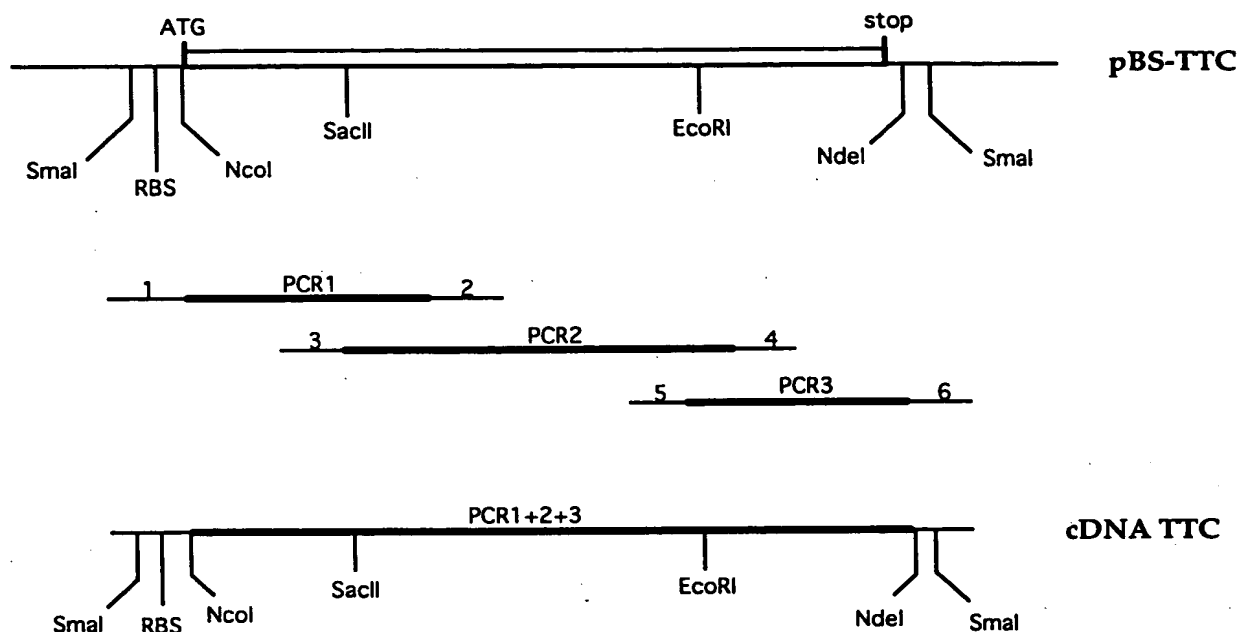 ATG
stop
pBS-TTC
SacII
EcoRI
SmaI
RBS
NcoI
NdeI
SmaI
1
PCR1
2
3
PCR2
4
5
PCR3
6
PCR1+2+3
cDNA TTC
SacII
EcoRI
SmaI
RBS
NcoI
NdeI
SmaI